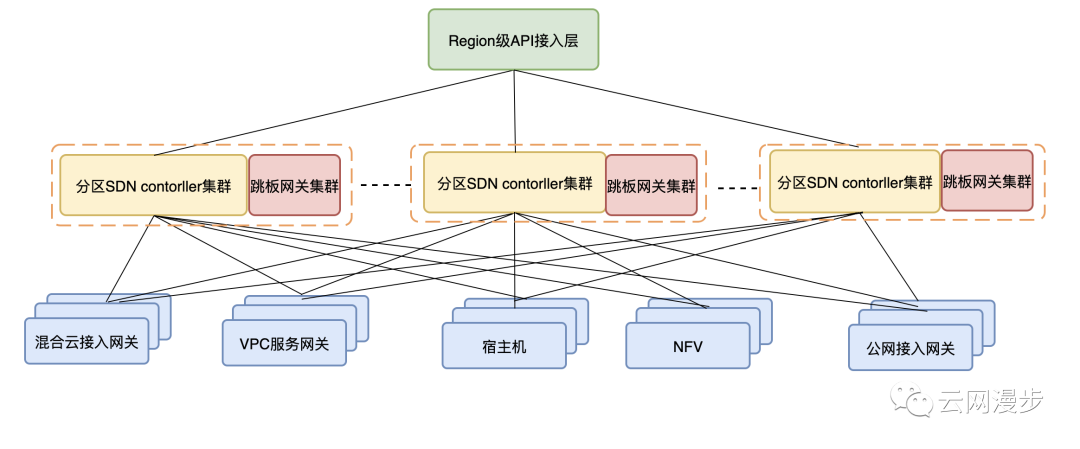 Region级API接入层
分区SDN contorller集群
跳板网关集群
分区SDN contorller集群
跳板网关集群
分区SDN contorller集群
跳板网关集群
混合云接入网关
VPC服务网关
宿主机
NFV
公网接入网关
云网漫步